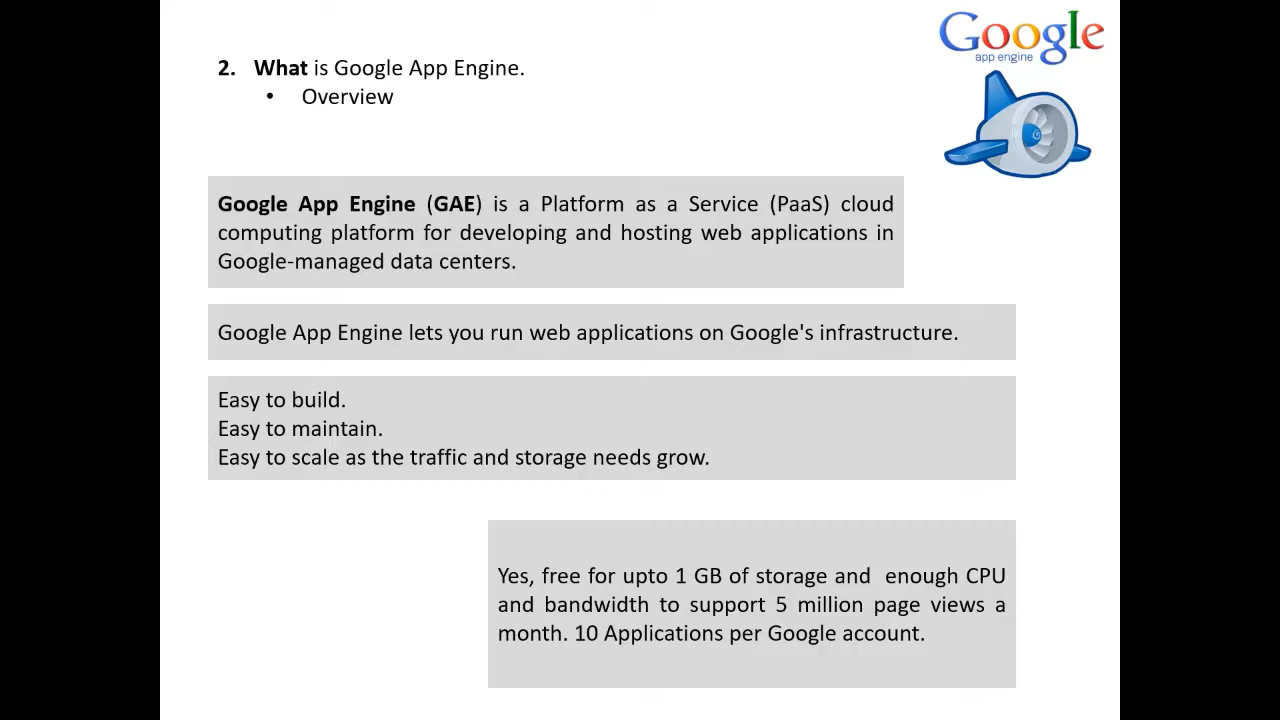 Google
app engine
2. What is Google App Engine.
• Overview
Google App Engine (GAE) is a Platform as a Service (PaaS) cloud
computing platform for developing and hosting web applications in
Google-managed data centers.
Google App Engine lets you run web applications on Google's infrastructure.
Easy to build.
Easy to maintain.
Easy to scale as the traffic and storage needs grow.
Yes, free for upto 1 GB of storage and enough CPU
and bandwidth to support 5 million page views a
month. 10 Applications per Google account.